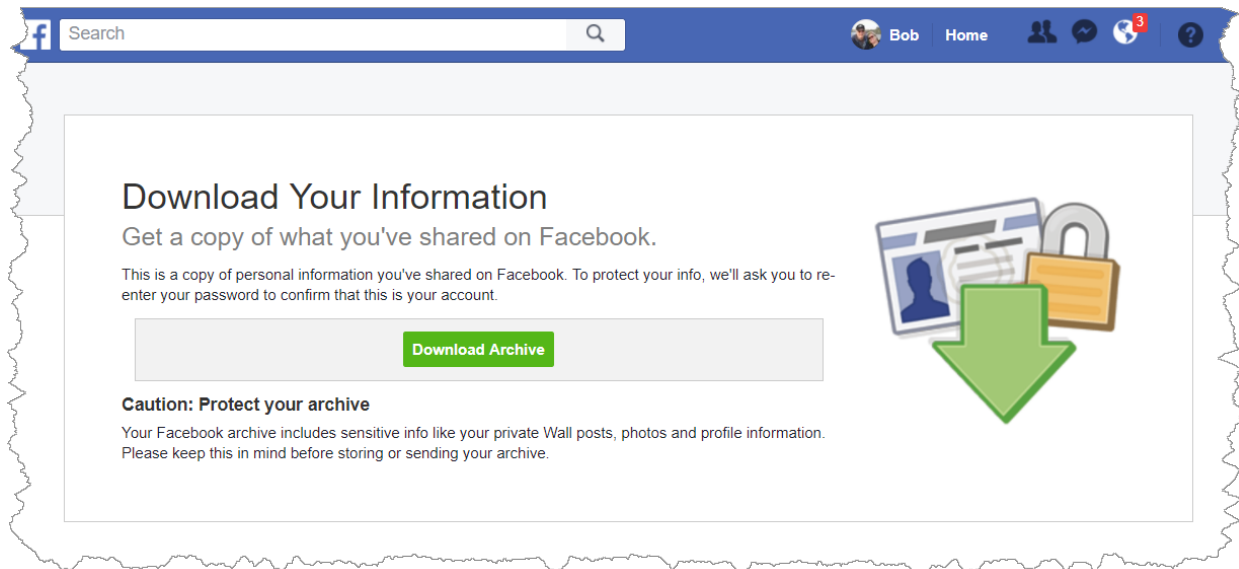 f Search Bob Home 3 ?
Download Your Information
Get a copy of what you've shared on Facebook.
This is a copy of personal information you've shared on Facebook. To protect your info, we'll ask you to re-
enter your password to confirm that this is your account.
Download Archive
Caution: Protect your archive
Your Facebook archive includes sensitive info like your private Wall posts, photos and profile information.
Please keep this in mind before storing or sending your archive.